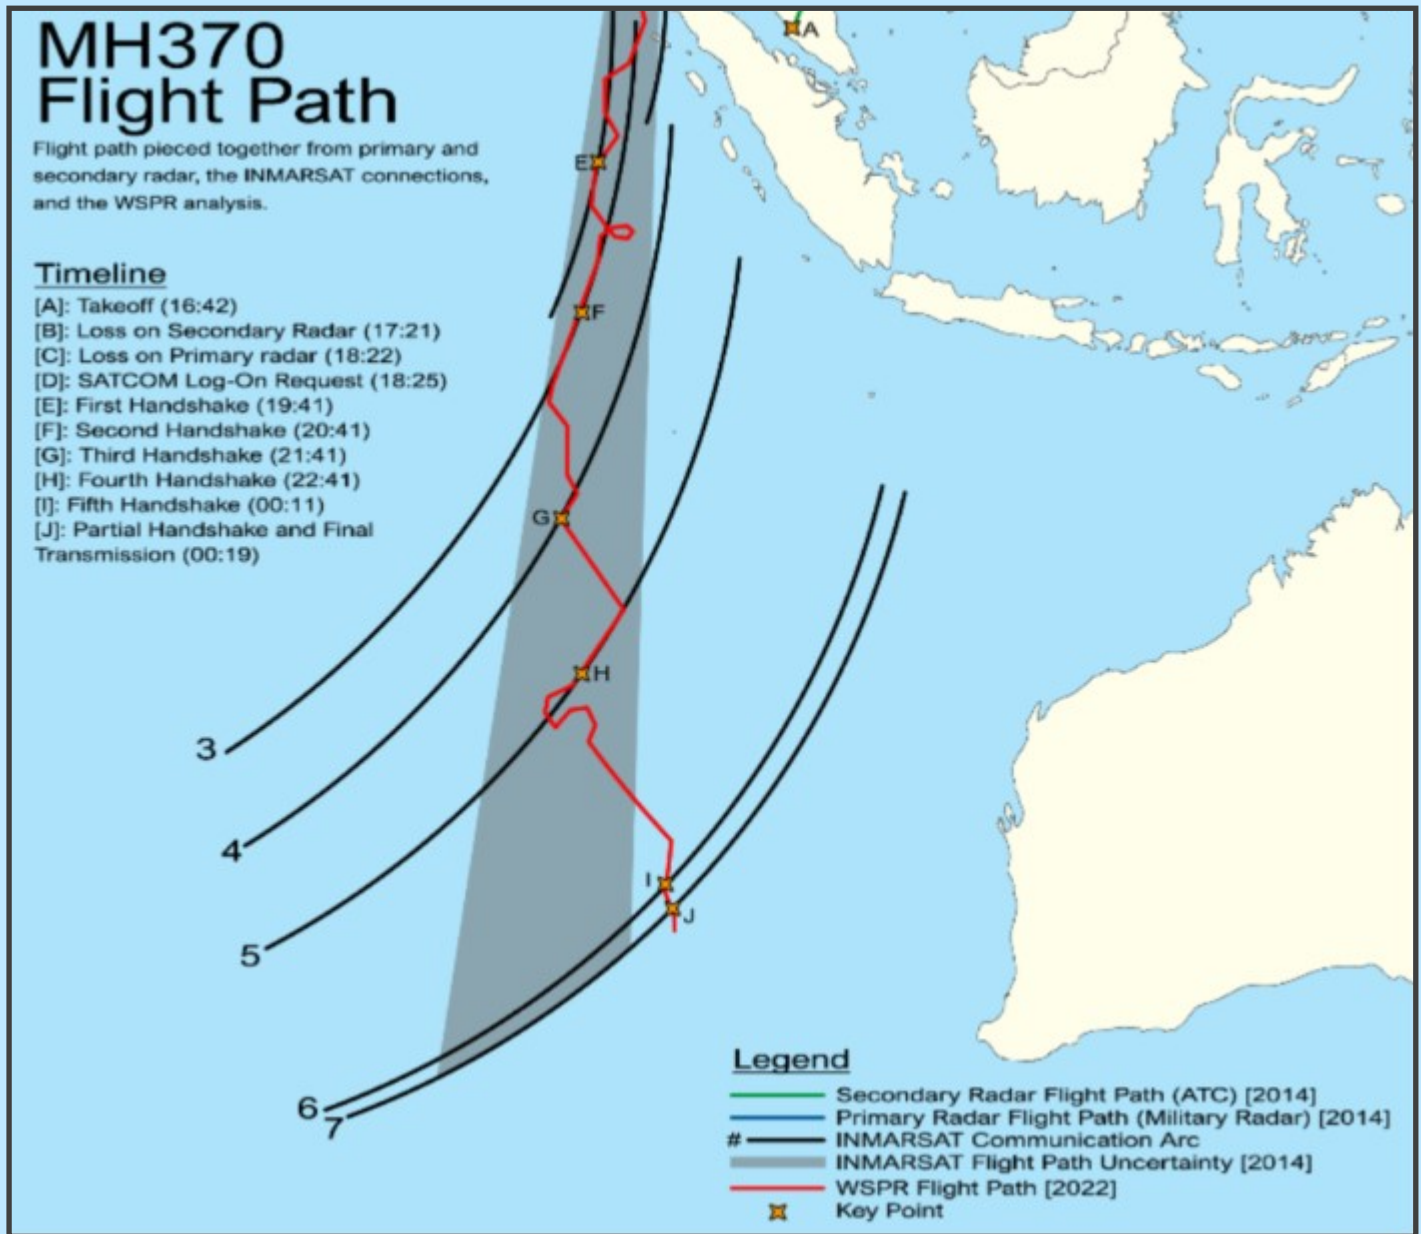 MH370
Flight Path
Flight path pieced together from primary and
secondary radar, the INMARSAT connections,
and the WSPR analysis.
Timeline
[A]: Takeoff (16:42)
[B]: Loss on Secondary Radar (17:21)
[C]: Loss on Primary radar (18:22)
[D]: SATCOM Log-On Request (18:25)
[E]: First Handshake (19:41)
[F]: Second Handshake (20:41)
[G]: Third Handshake (21:41)
[H]: Fourth Handshake (22:41)
[I]: Fifth Handshake (00:11)
[J]: Partial Handshake and Final
Transmission (00:19)
A
E
F
G
H
I
J
3
4
5
6
7
Legend
Secondary Radar Flight Path (ATC) [2014]
Primary Radar Flight Path (Military Radar) [2014]
# INMARSAT Communication Arc
INMARSAT Flight Path Uncertainty [2014]
WSPR Flight Path [2022]
Key Point